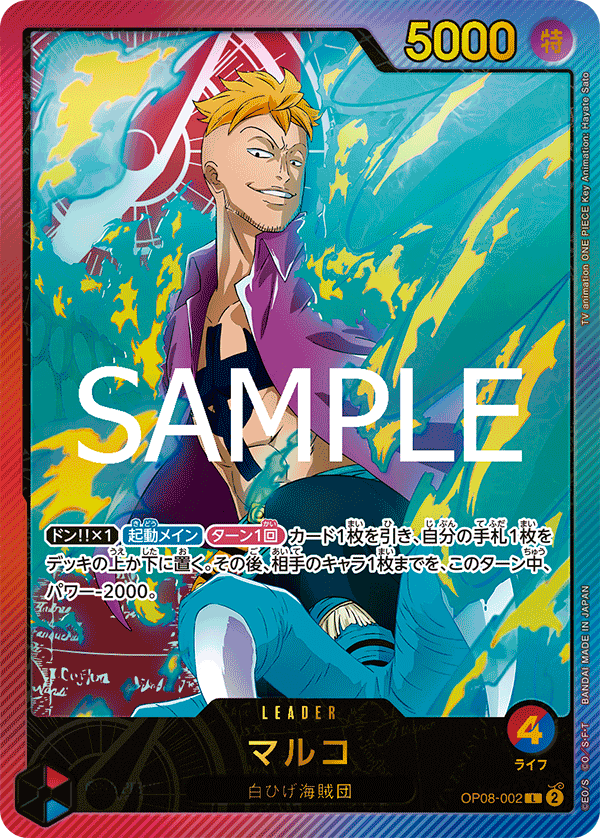 5000 特
TV animation ONE PIECE Key Animation: Hayate Sato
SAMPLE
ドン!!×1 起動メイン ターン1回 カード1枚を引き、自分の手札1枚を
デッキの上か下に置く。その後、相手のキャラ1枚までを、このターン中、
パワー-2000。
LEADER
マルコ
白ひげ海賊団
4
ライフ
OP08-002 L 2
©E.O/S. ©O/S・F・T BANDAI MADE IN JAPAN